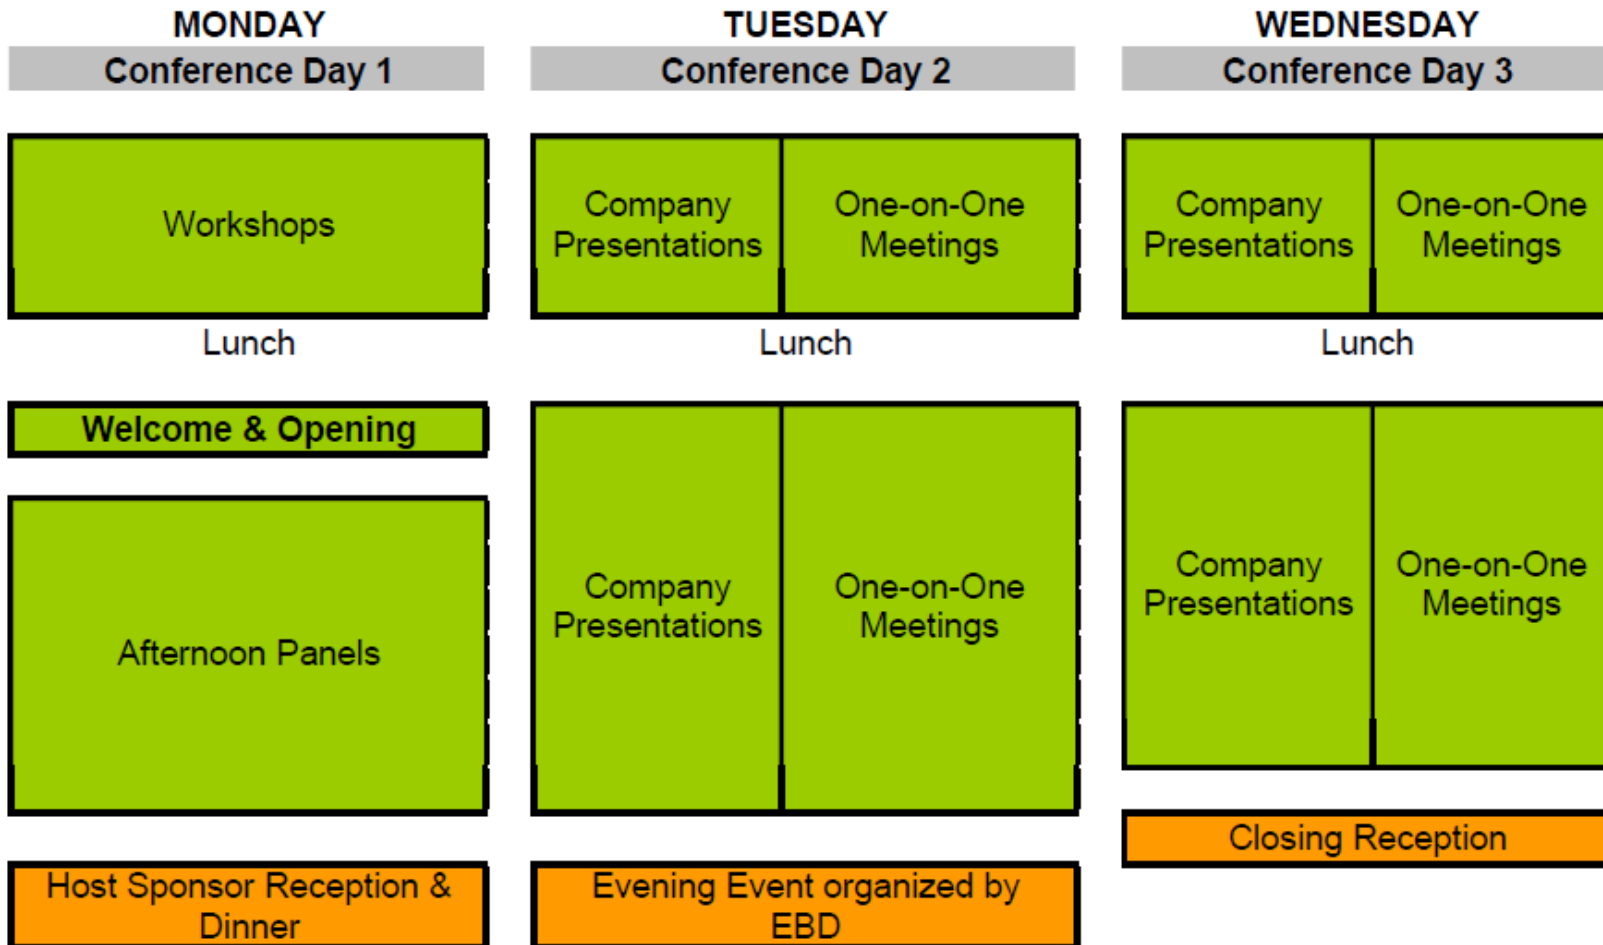 MONDAY
Conference Day 1
Workshops
Lunch
Welcome & Opening
Afternoon Panels
Host Sponsor Reception &
Dinner
TUESDAY
Conference Day 2
Company
Presentations
One-on-One
Meetings
Lunch
Company
Presentations
One-on-One
Meetings
Evening Event organized by
EBD
WEDNESDAY
Conference Day 3
Company
Presentations
One-on-One
Meetings
Lunch
Company
Presentations
One-on-One
Meetings
Closing Reception